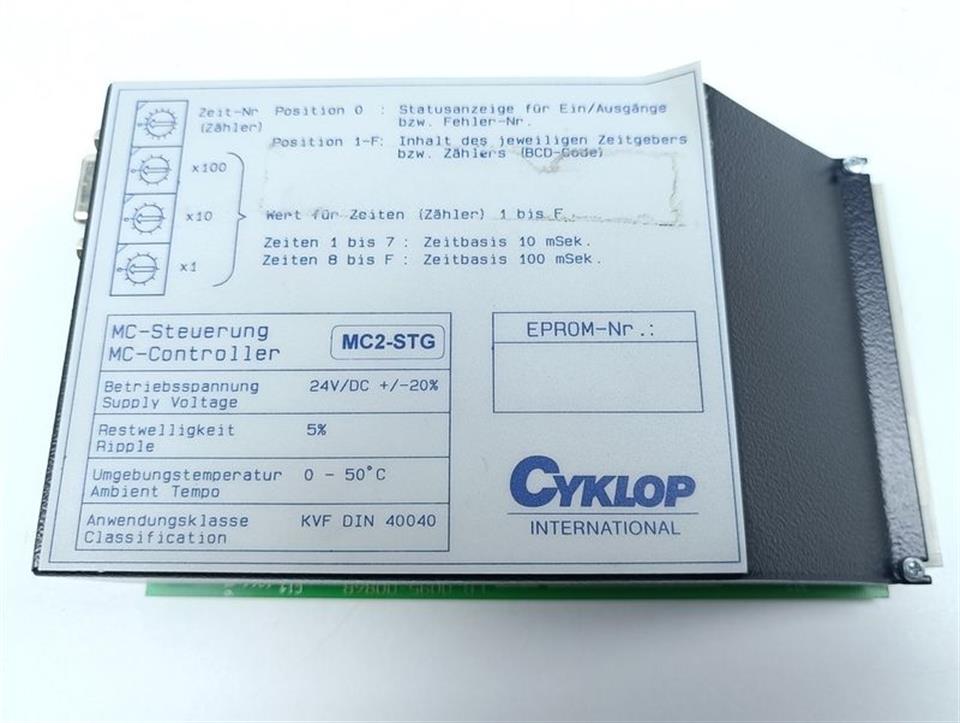 Zeit-Nr Position 0 : Statusanzeige für Ein/Ausgänge
(Zähler) bzw. Fehler-Nr.
Position 1-F: Inhalt des jeweiligen Zeitgebers
bzw. Zählers (BCD-Code)
x100
x10
x1
Wert für Zeiten (Zähler) 1 bis F
Zeiten 1 bis 7 : Zeitbasis 10 mSek.
Zeiten 8 bis F : Zeitbasis 100 mSek.
MC-Steuerung
MC-Controller
MC2-STG
Betriebsspannung 24V/DC +/-20%
Supply Voltage
Restwelligkeit 5%
Ripple
Umgebungstemperatur 0 - 50°C
Ambient Tempo
Anwendungsklasse KVF DIN 40040
Classification
EPROM-Nr.:
CYKLOP
INTERNATIONAL